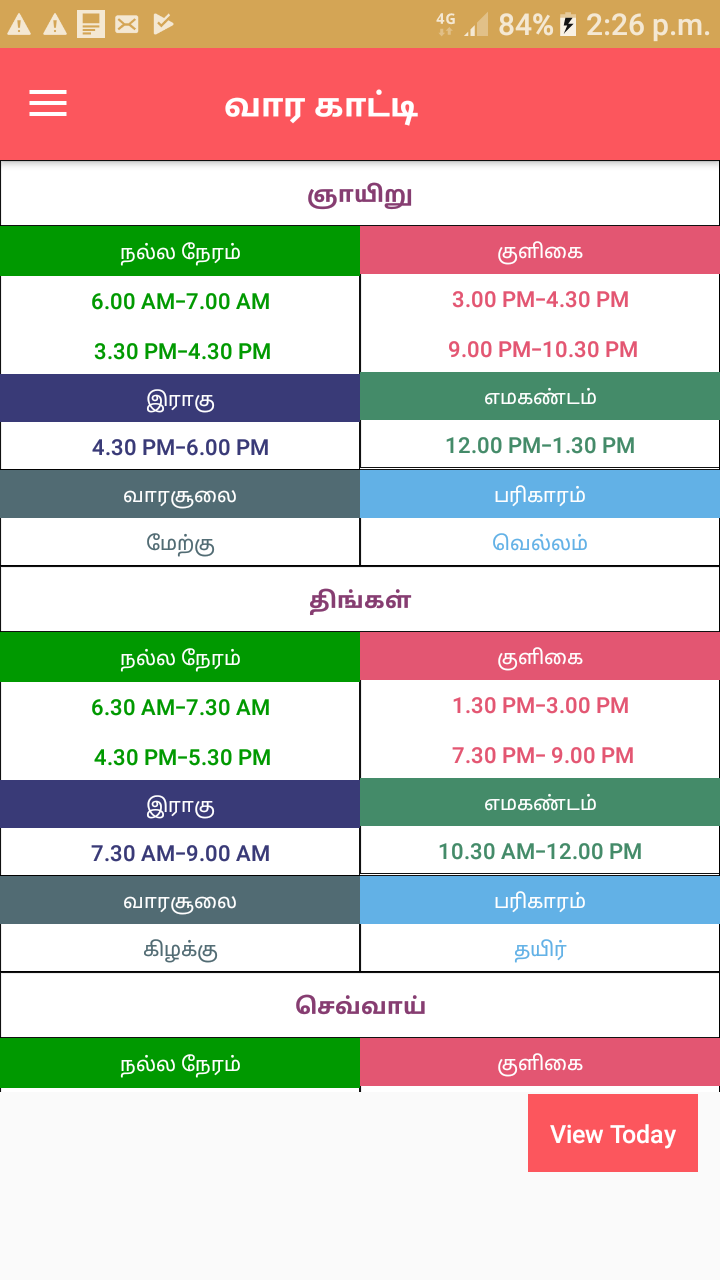 4G 84% 2:26 p.m.
வார காட்டி
ஞாயிறு
நல்ல நேரம் குளிகை
6.00 AM-7.00 AM 3.00 PM-4.30 PM
3.30 PM-4.30 PM 9.00 PM-10.30 PM
இராகு எமகண்டம்
4.30 PM-6.00 PM 12.00 PM-1.30 PM
வாரசூலை பரிகாரம்
மேற்கு வெல்லம்
திங்கள்
நல்ல நேரம் குளிகை
6.30 AM-7.30 AM 1.30 PM-3.00 PM
4.30 PM-5.30 PM 7.30 PM- 9.00 PM
இராகு எமகண்டம்
7.30 AM-9.00 AM 10.30 AM-12.00 PM
வாரசூலை பரிகாரம்
கிழக்கு தயிர்
செவ்வாய்
நல்ல நேரம் குளிகை
View Today